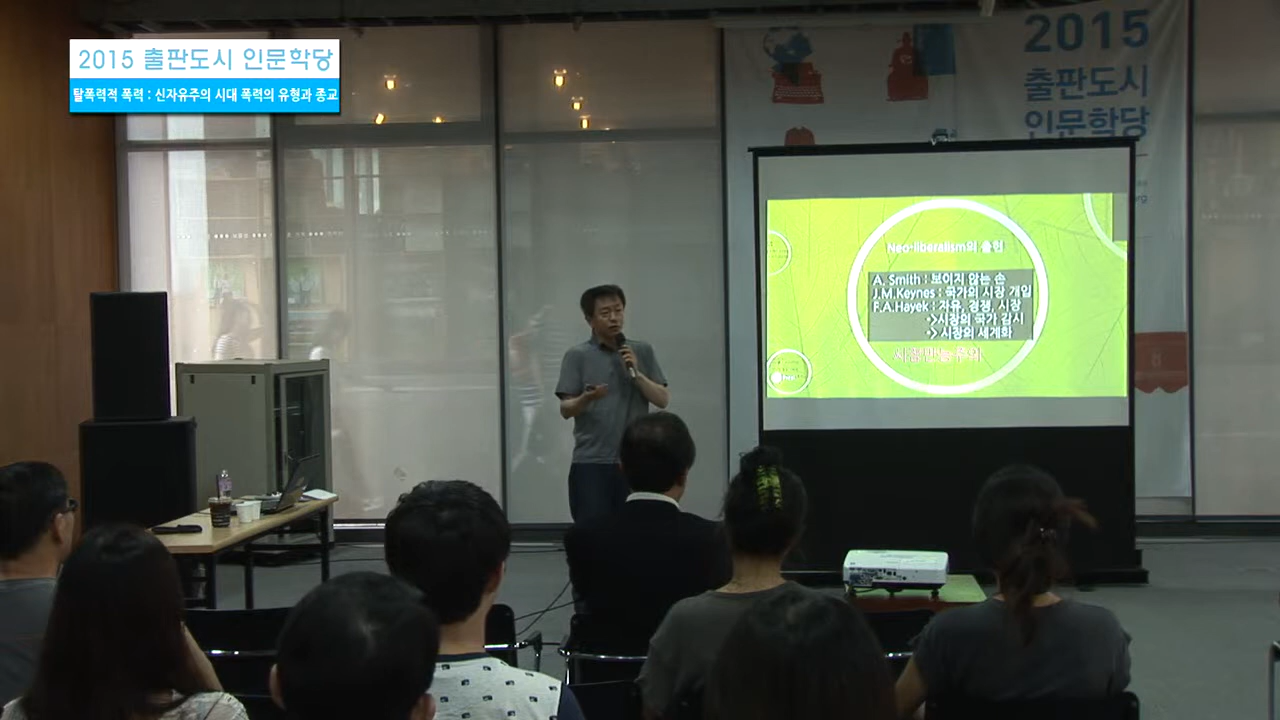 2015 출판도시 인문학당
탈폭력적 폭력 : 신자유주의 시대 폭력의 유형과 종교
2015
출판도시
인문학당
Neo-liberalism의 출현
A. Smith : 보이지 않는 손
J.M.Keynes : 국가의 시장 개입
F.A.Hayek : 자유, 경쟁, 시장
->시장의 국가 감시
-> 시장의 세계화
시장만능주의